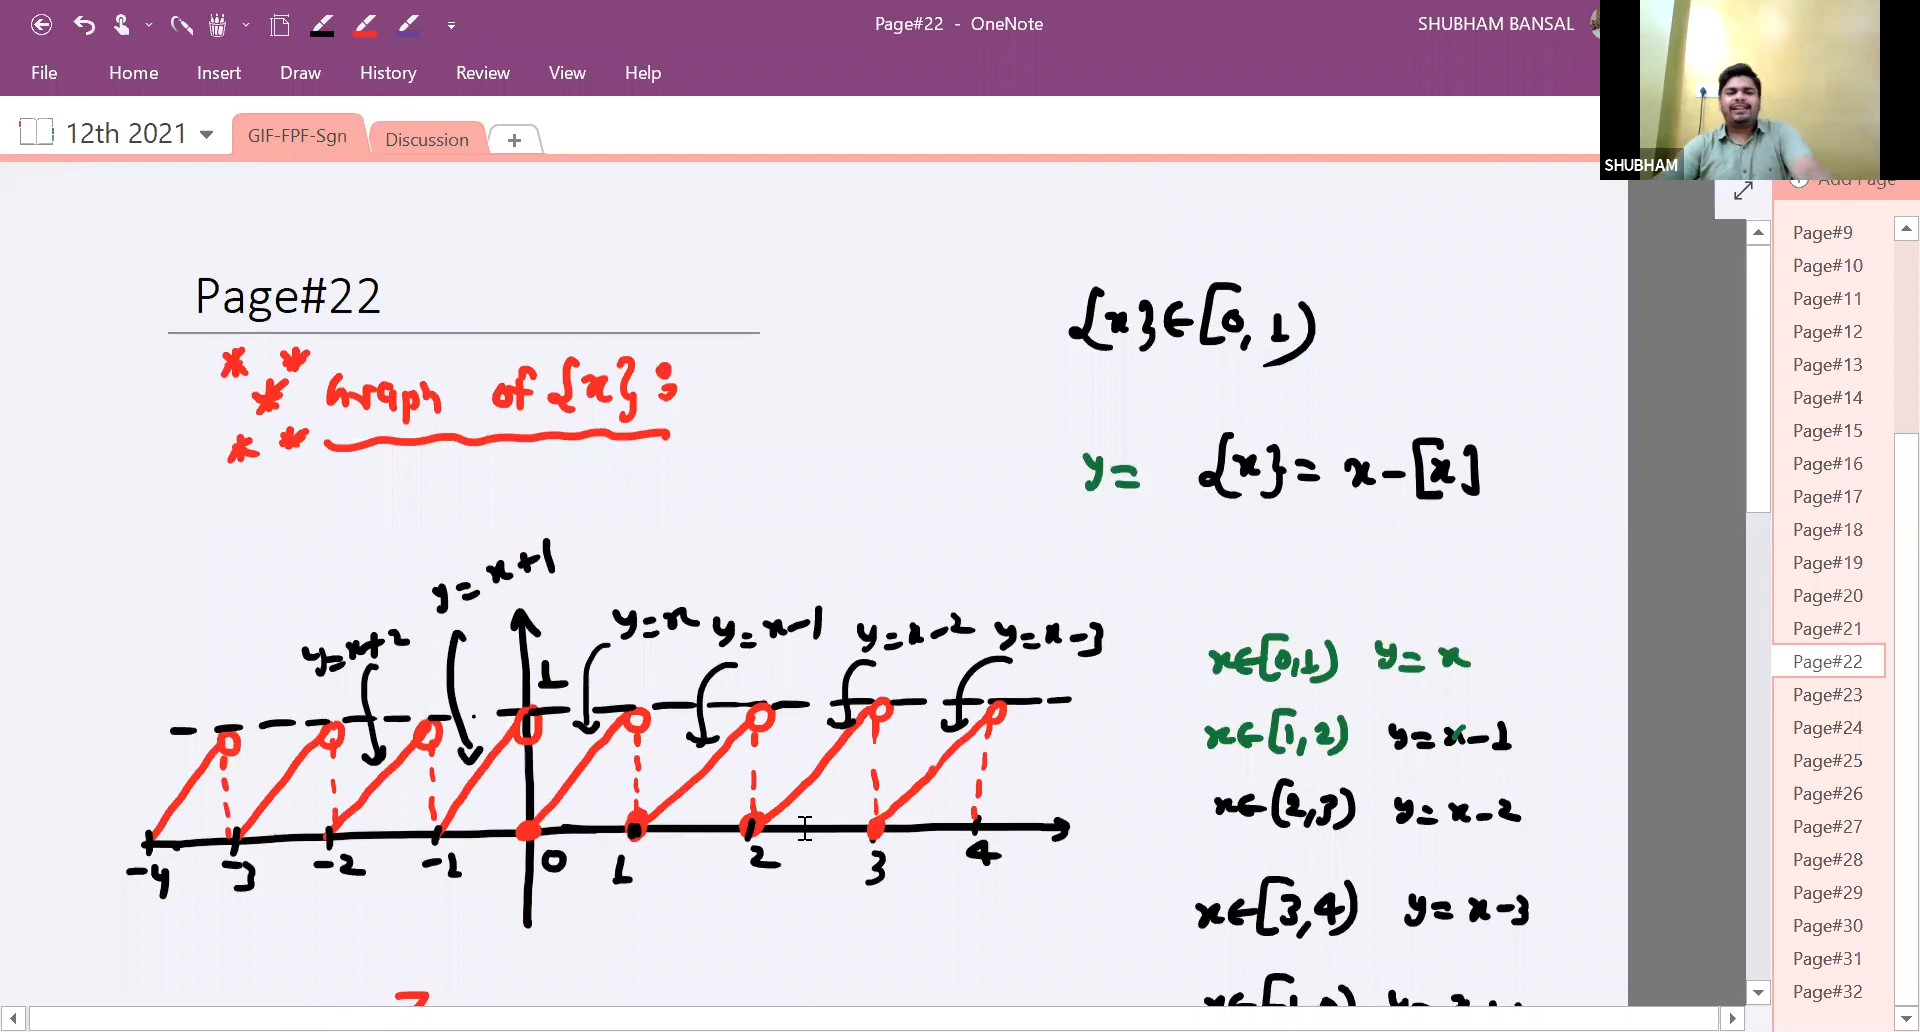 Page#22 - OneNote
SHUBHAM BANSAL
File Home Insert Draw History Review View Help
SHUBHAM
12th 2021
GIF-FPF-Sgn
Discussion
+
Add Page
Page#9
Page#10
Page#11
Page#12
Page#13
Page#14
Page#15
Page#16
Page#17
Page#18
Page#19
Page#20
Page#21
Page#22
Page#23
Page#24
Page#25
Page#26
Page#27
Page#28
Page#29
Page#30
Page#31
Page#32
Page#22
Graph of {x} :
{x} ∈ [0, 1)
y = {x} = x - [x]
y = x+1
y = x+2
y = x
y = x-1
y = x-2
y = x-3
1
-4 -3 -2 -1 0 1 2 3 4
x ∈ [0,1) y = x
x ∈ [1,2) y = x-1
x ∈ [2,3) y = x-2
x ∈ [3,4) y = x-3